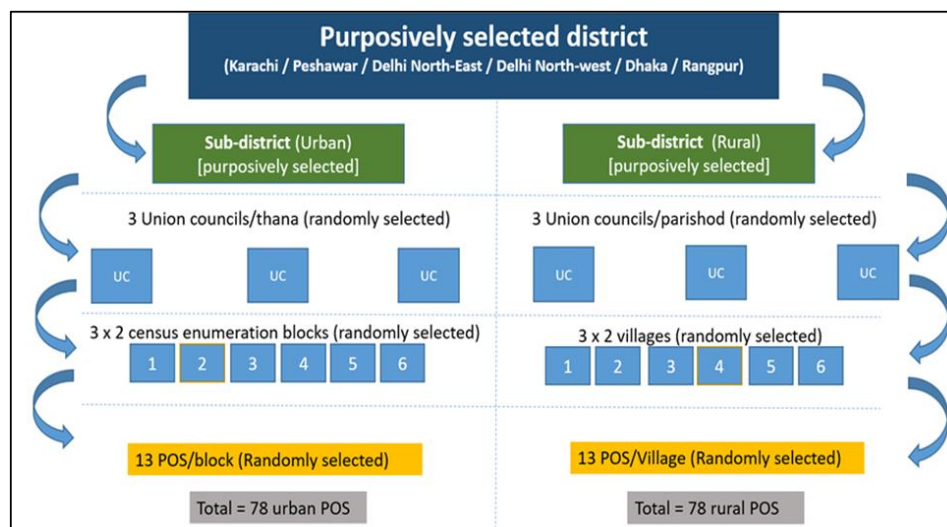 Purposively selected district
(Karachi / Peshawar / Delhi North-East / Delhi North-west / Dhaka / Rangpur)
Sub-district (Urban)
[purposively selected]
Sub-district (Rural)
[purposively selected]
3 Union councils/thana (randomly selected)
3 Union councils/parishod (randomly selected)
UC UC UC
UC UC UC
3 x 2 census enumeration blocks (randomly selected)
1 2 3 4 5 6
3 x 2 villages (randomly selected)
1 2 3 4 5 6
13 POS/block (Randomly selected)
13 POS/Village (Randomly selected)
Total = 78 urban POS
Total = 78 rural POS